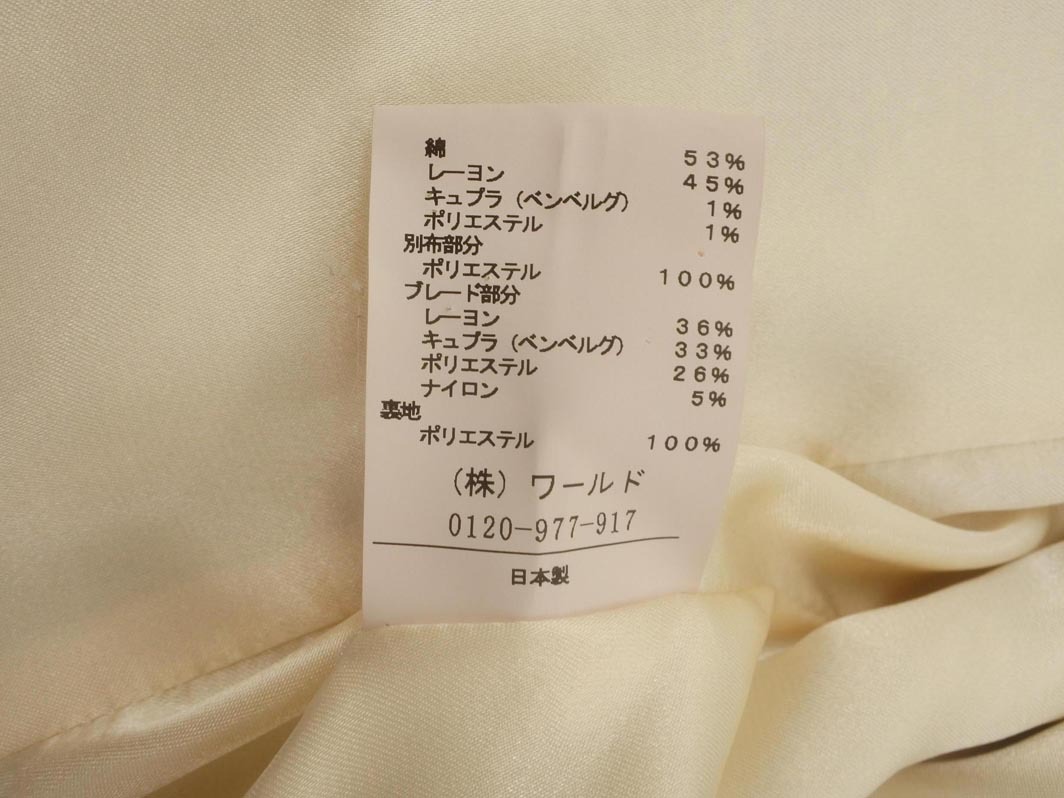 綿 53%
レーヨン 45%
キュプラ（ベンベルグ） 1%
ポリエステル 1%
別布部分
ポリエステル 100%
ブレード部分
レーヨン 36%
キュプラ（ベンベルグ） 33%
ポリエステル 26%
ナイロン 5%
裏地
ポリエステル 100%
（株）ワールド
0120-977-917
日本製